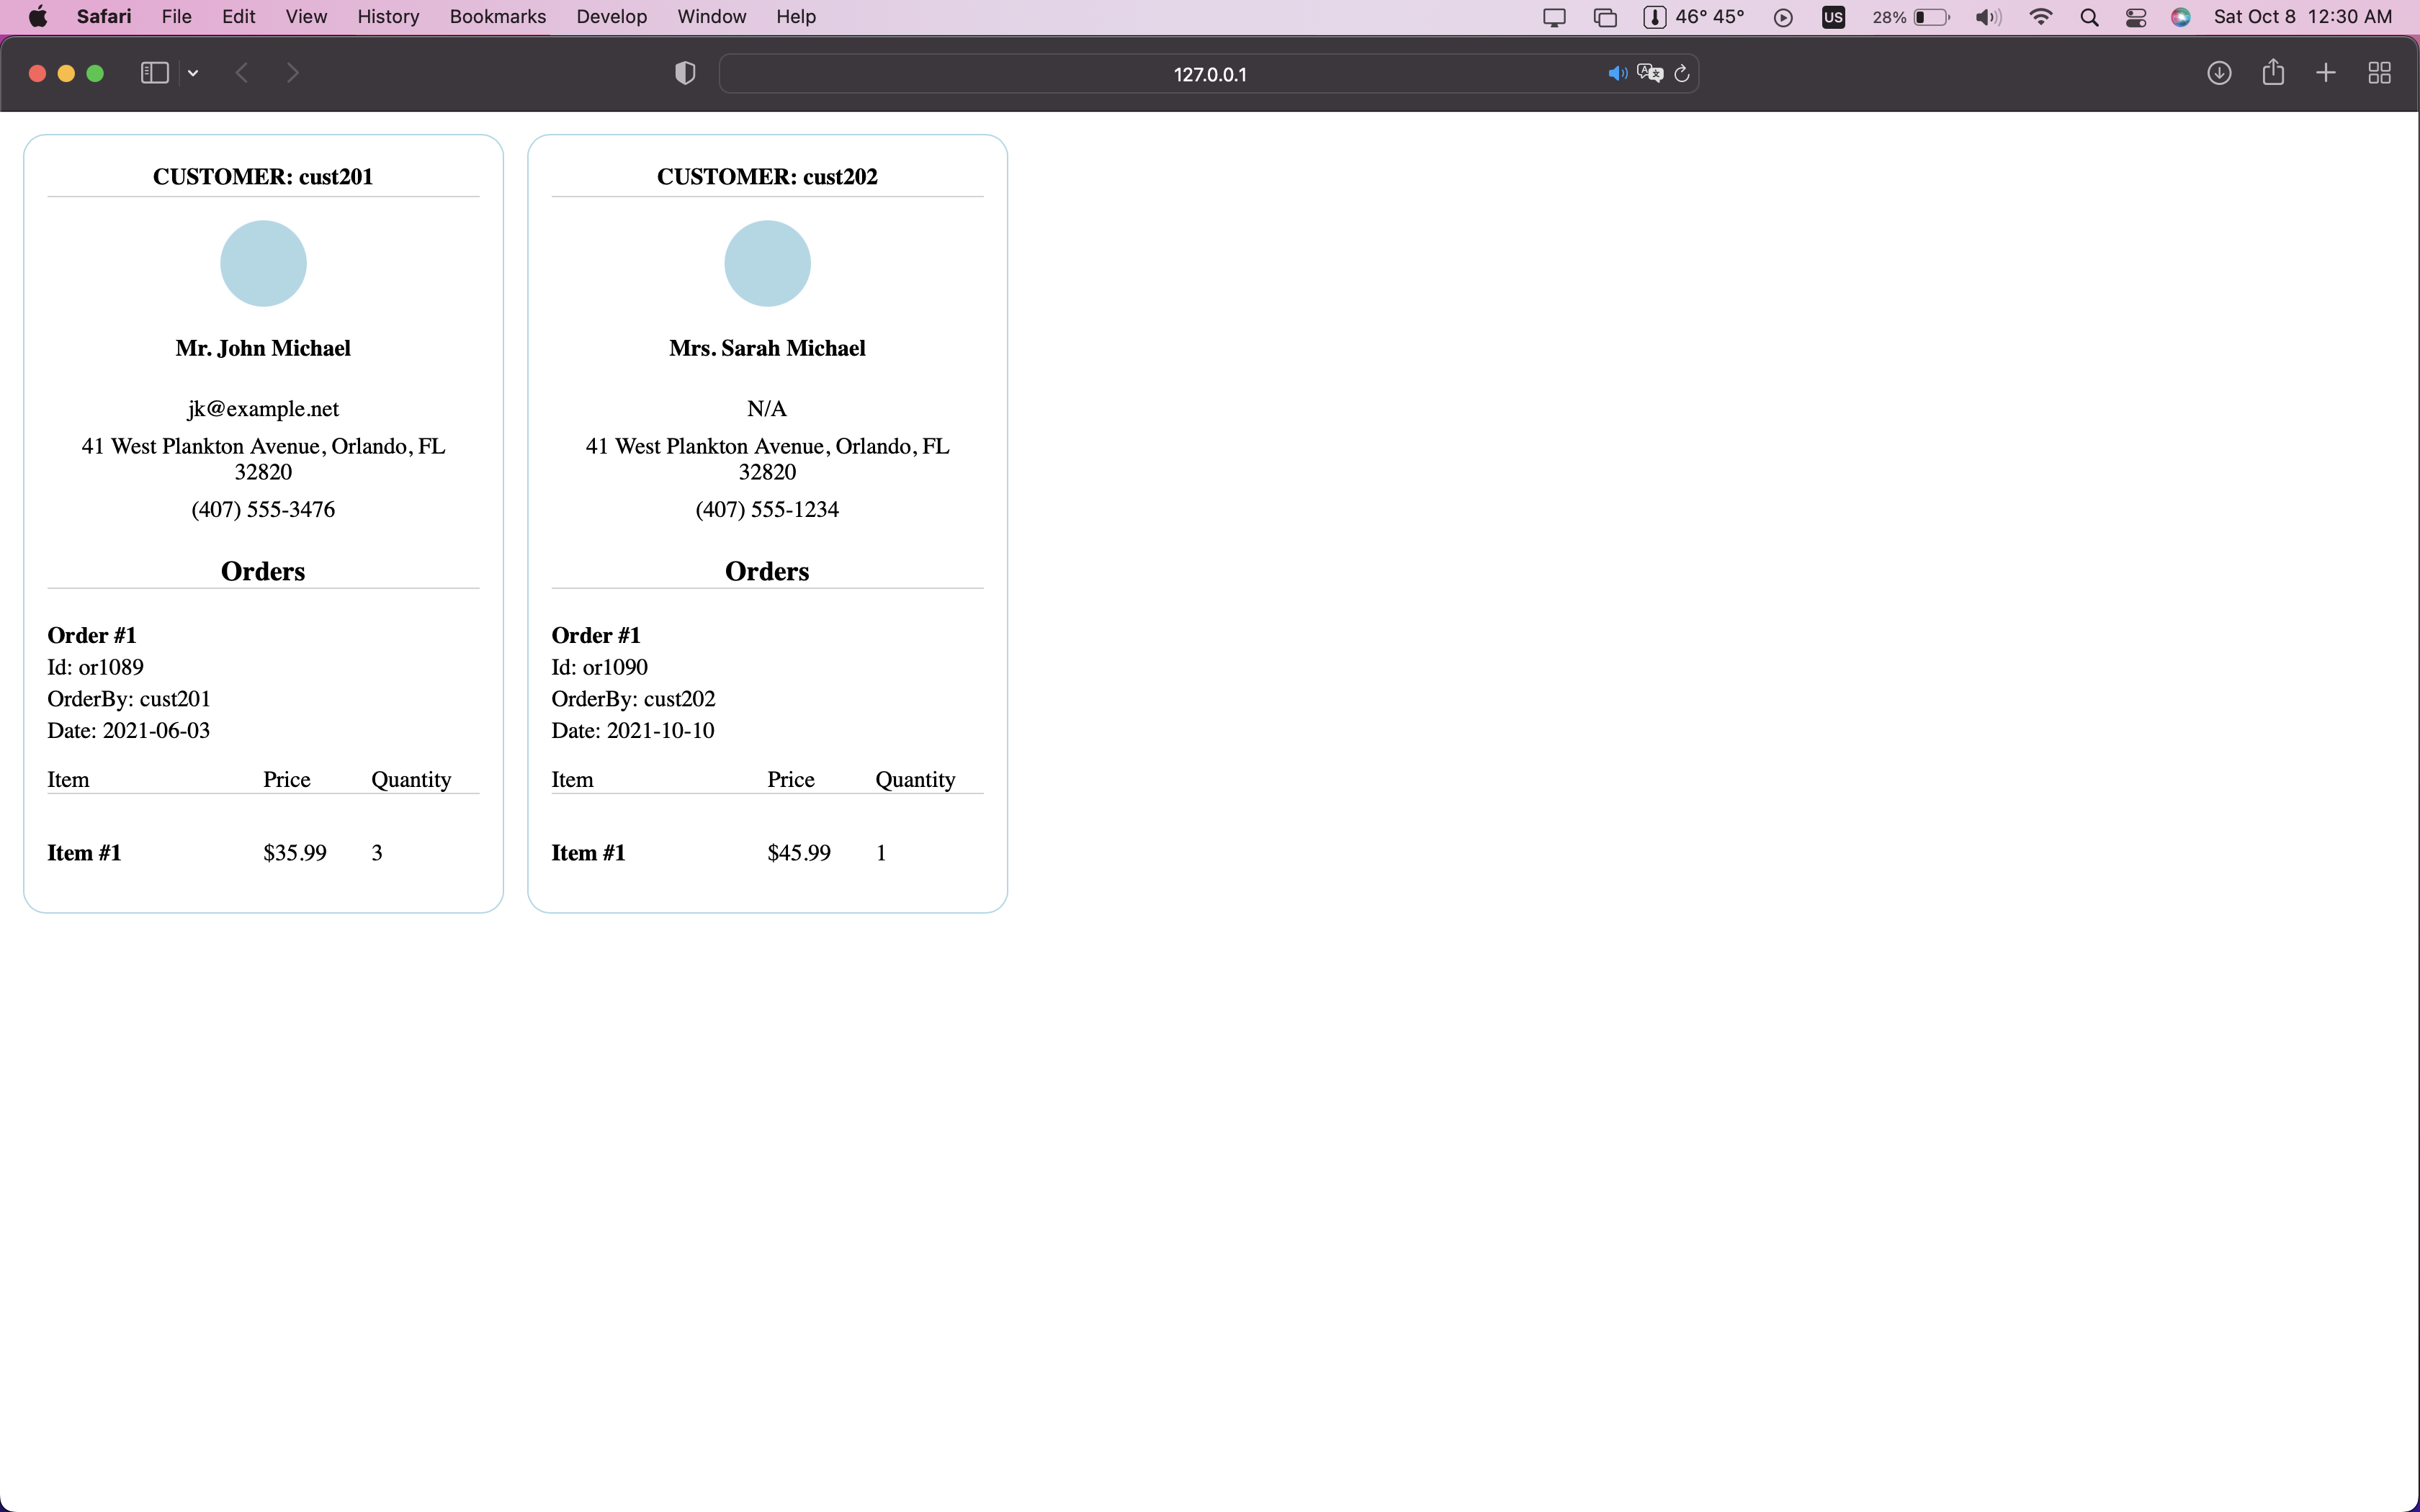 Safari File Edit View History Bookmarks Develop Window Help 46° 45° US 28% Sat Oct 8 12:30 AM
127.0.0.1
CUSTOMER: cust201
Mr. John Michael
jk@example.net
41 West Plankton Avenue, Orlando, FL
32820
(407) 555-3476
Orders
Order #1
Id: or1089
OrderBy: cust201
Date: 2021-06-03
Item Price Quantity
Item #1 $35.99 3
CUSTOMER: cust202
Mrs. Sarah Michael
N/A
41 West Plankton Avenue, Orlando, FL
32820
(407) 555-1234
Orders
Order #1
Id: or1090
OrderBy: cust202
Date: 2021-10-10
Item Price Quantity
Item #1 $45.99 1